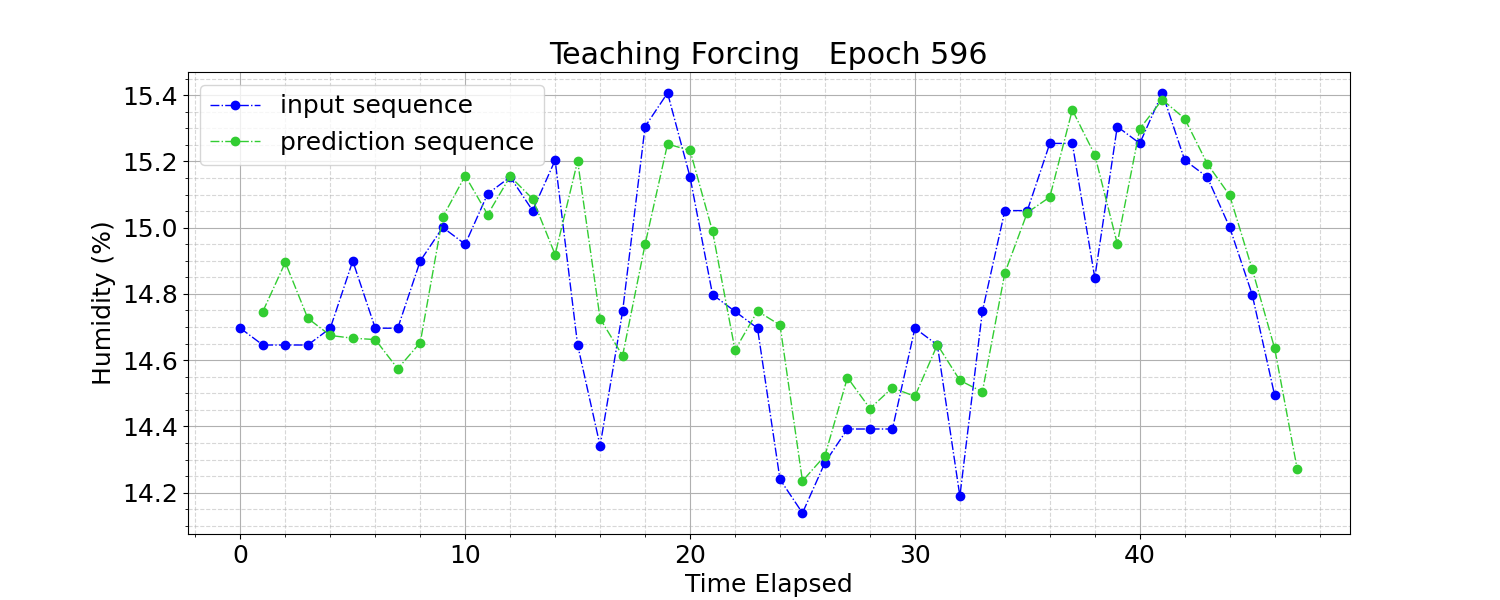 Teaching Forcing   Epoch 596
input sequence
prediction sequence
Humidity (%)
15.4
15.2
15.0
14.8
14.6
14.4
14.2
0 10 20 30 40
Time Elapsed